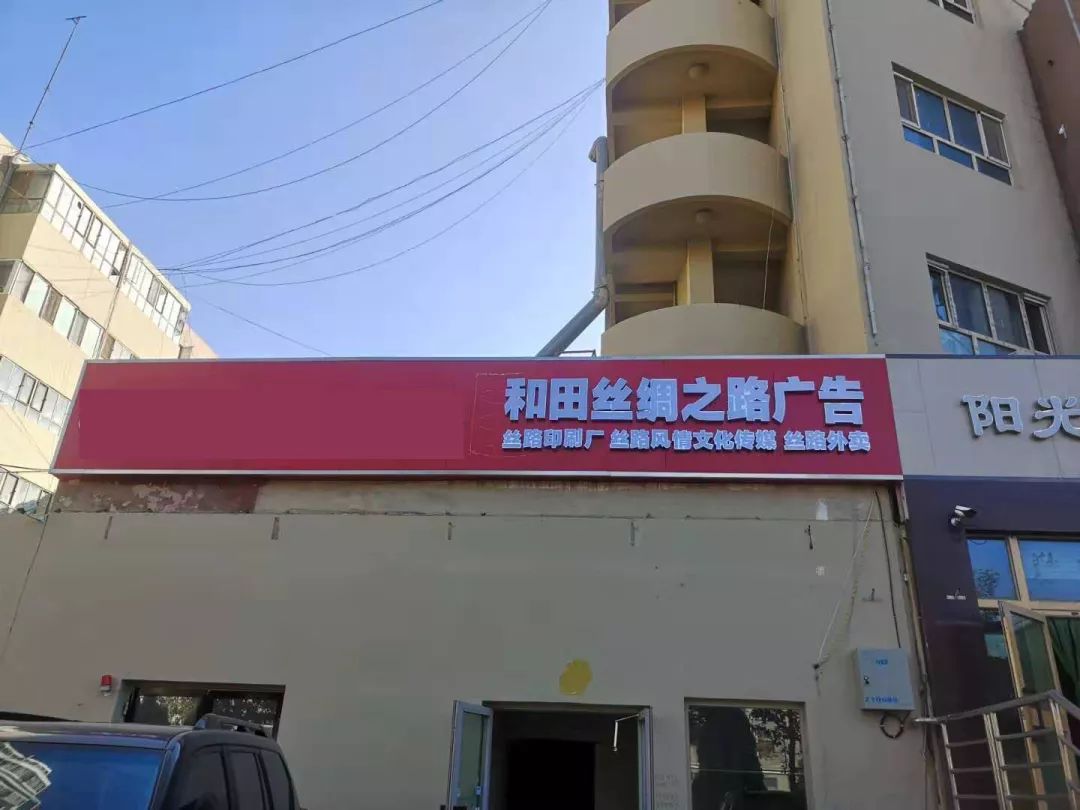 和田丝绸之路广告
丝路印刷厂 丝路风信文化传媒 丝路外卖
阳光